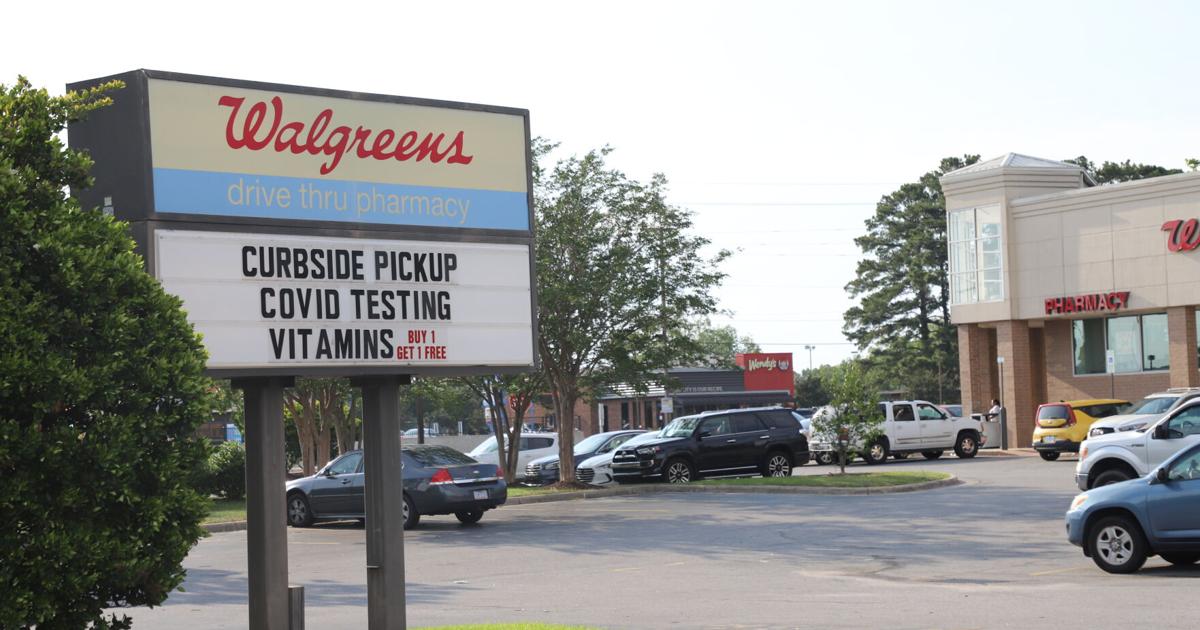 Walgreens
drive thru pharmacy
CURBSIDE PICKUP
COVID TESTING
VITAMINS BUY 1
GET 1 FREE
Wendy's
PHARMACY
W